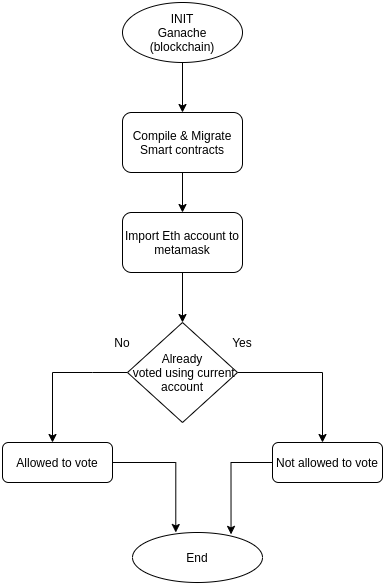 INIT
Ganache
(blockchain)
Compile & Migrate
Smart contracts
Import Eth account to
metamask
No
Yes
Already
voted using current
account
Allowed to vote
Not allowed to vote
End